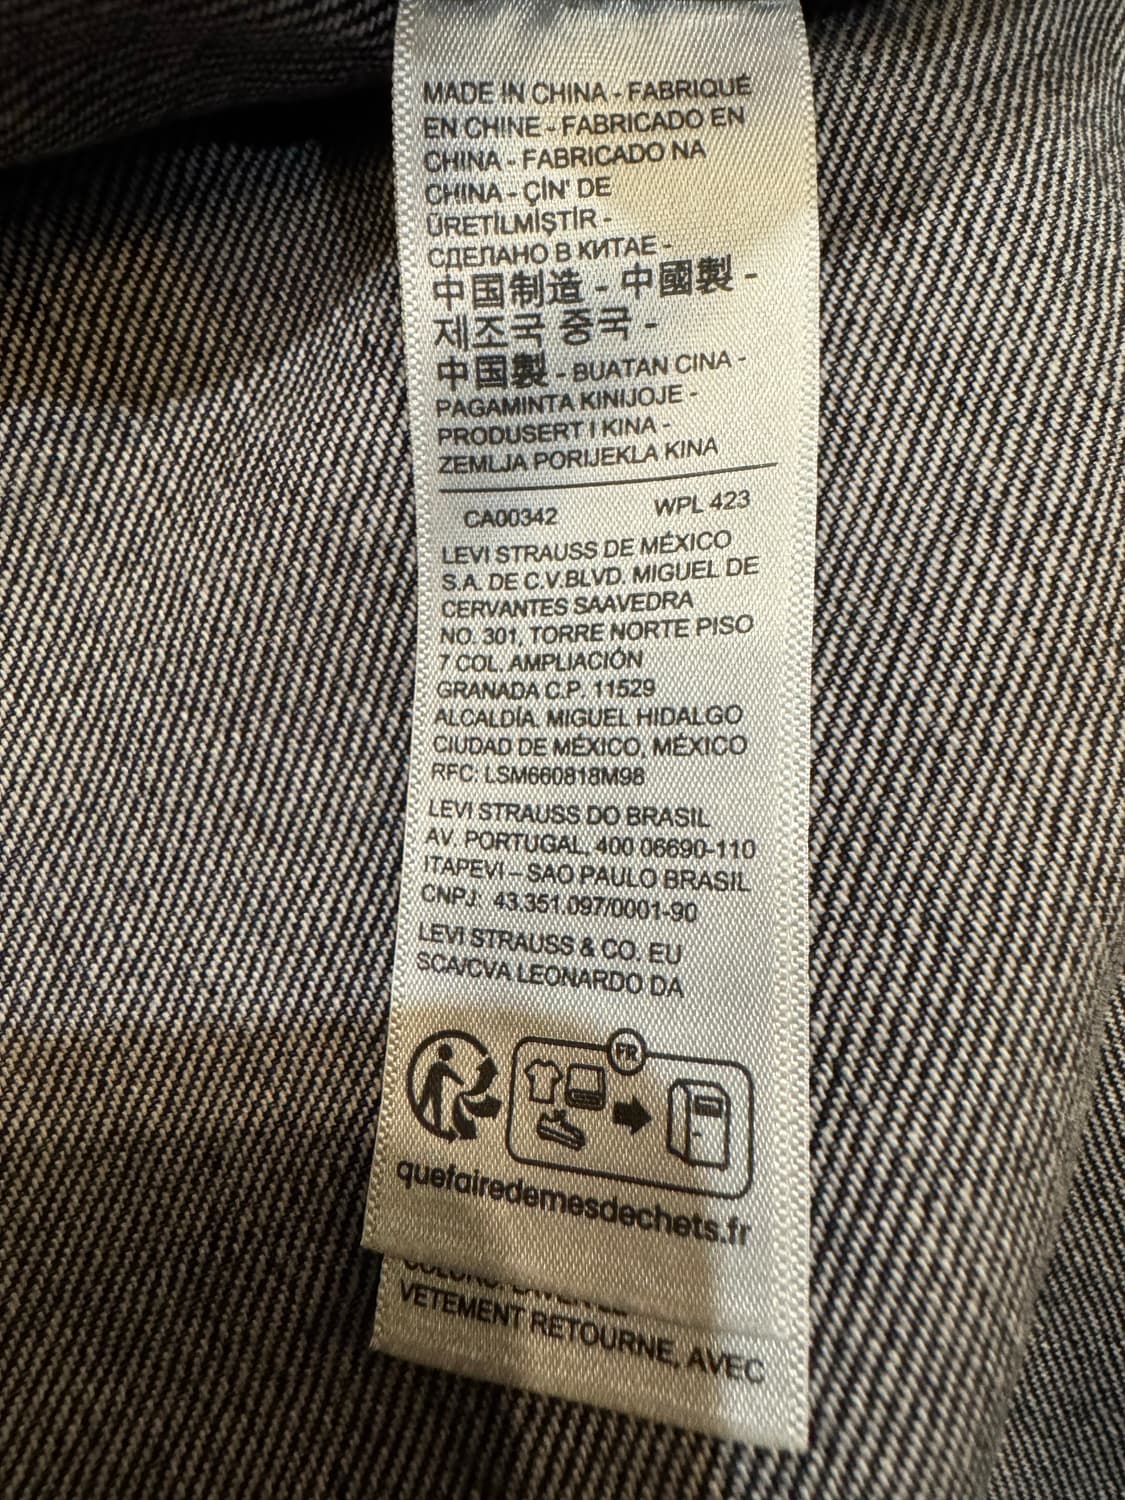 MADE IN CHINA - FABRIQUÉ
EN CHINE - FABRICADO EN
CHINA - FABRICADO NA
CHINA - ÇİN' DE
ÜRETİLMİŞTİR -
СДЕЛАНО В КИТАЕ -
中国制造 - 中國製 -
제조국 중국 -
中国製 - BUATAN CINA -
PAGAMINTA KINIJOJE -
PRODUSERT I KINA -
ZEMLJA PORIJEKLA KINA
CA00342 WPL 423
LEVI STRAUSS DE MÉXICO
S.A. DE C.V.BLVD. MIGUEL DE
CERVANTES SAAVEDRA
NO. 301, TORRE NORTE PISO
7 COL. AMPLIACIÓN
GRANADA C.P. 11529
ALCALDÍA. MIGUEL HIDALGO
CIUDAD DE MÉXICO, MÉXICO
RFC: LSM660818M98
LEVI STRAUSS DO BRASIL
AV. PORTUGAL, 400 06690-110
ITAPEVI – SAO PAULO BRASIL
CNPJ: 43.351.097/0001-90
LEVI STRAUSS & CO. EU
SCA/CVA LEONARDO DA
FR
quefairedemesdechets.fr
VETEMENT RETOURNE, AVEC